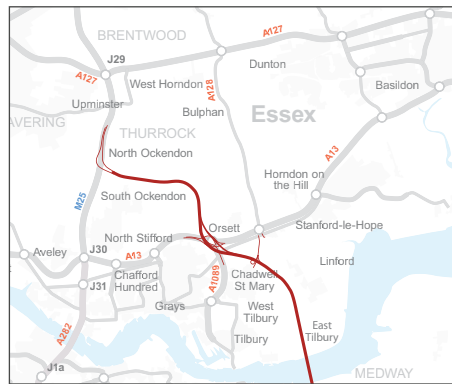 BRENTWOOD
A127
J29
Dunton
A127
West Horndon
A128
Basildon
Upminster
Bulphan
Essex
AVERING
THURROCK
North Ockendon
A13
Horndon on
the Hill
South Ockendon
M25
Orsett
Stanford-le-Hope
North Stifford
J30
Aveley
A13
Linford
Chafford
Hundred
Chadwell
St Mary
J31
A1089
Grays
West
Tilbury
East
Tilbury
A282
Tilbury
J1a
MEDWAY